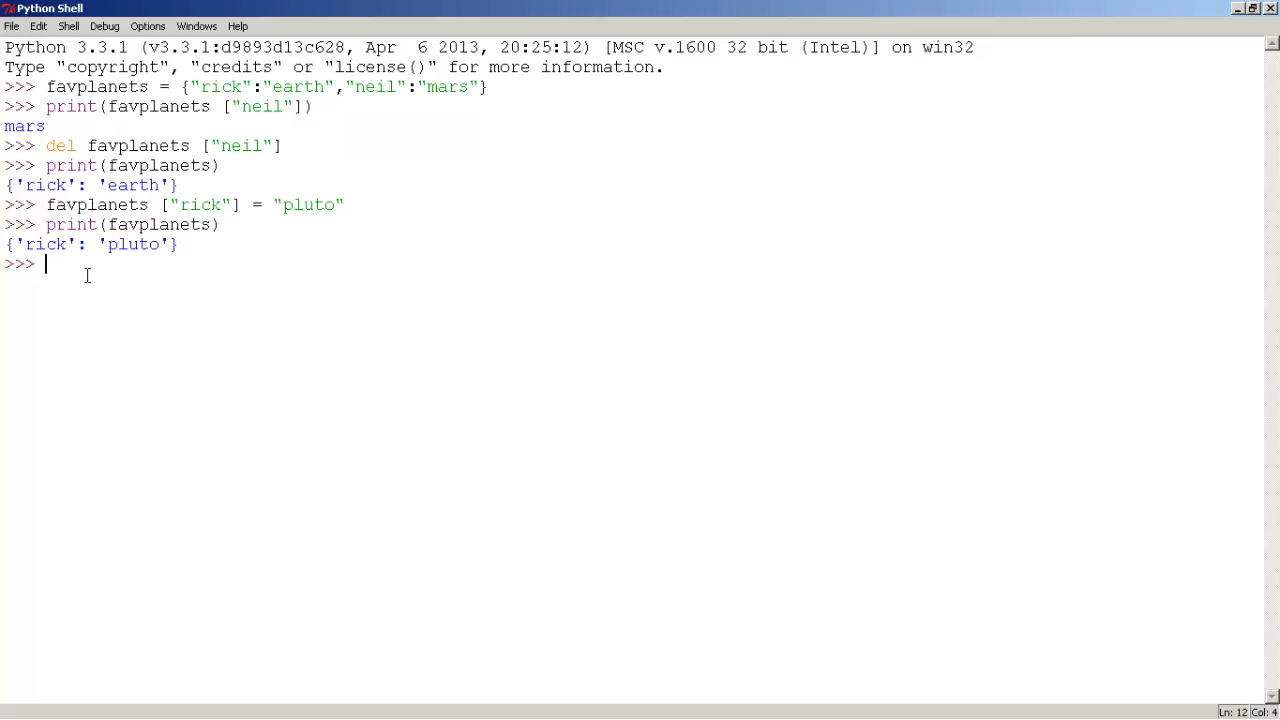 Python Shell
File Edit Shell Debug Options Windows Help
Python 3.3.1 (v3.3.1:d9893d13c628, Apr  6 2013, 20:25:12) [MSC v.1600 32 bit (Intel)] on win32
Type "copyright", "credits" or "license()" for more information.
>>> favplanets = {"rick":"earth","neil":"mars"}
>>> print(favplanets ["neil"])
mars
>>> del favplanets ["neil"]
>>> print(favplanets)
{'rick': 'earth'}
>>> favplanets ["rick"] = "pluto"
>>> print(favplanets)
{'rick': 'pluto'}
>>>
Ln: 12 Col: 4